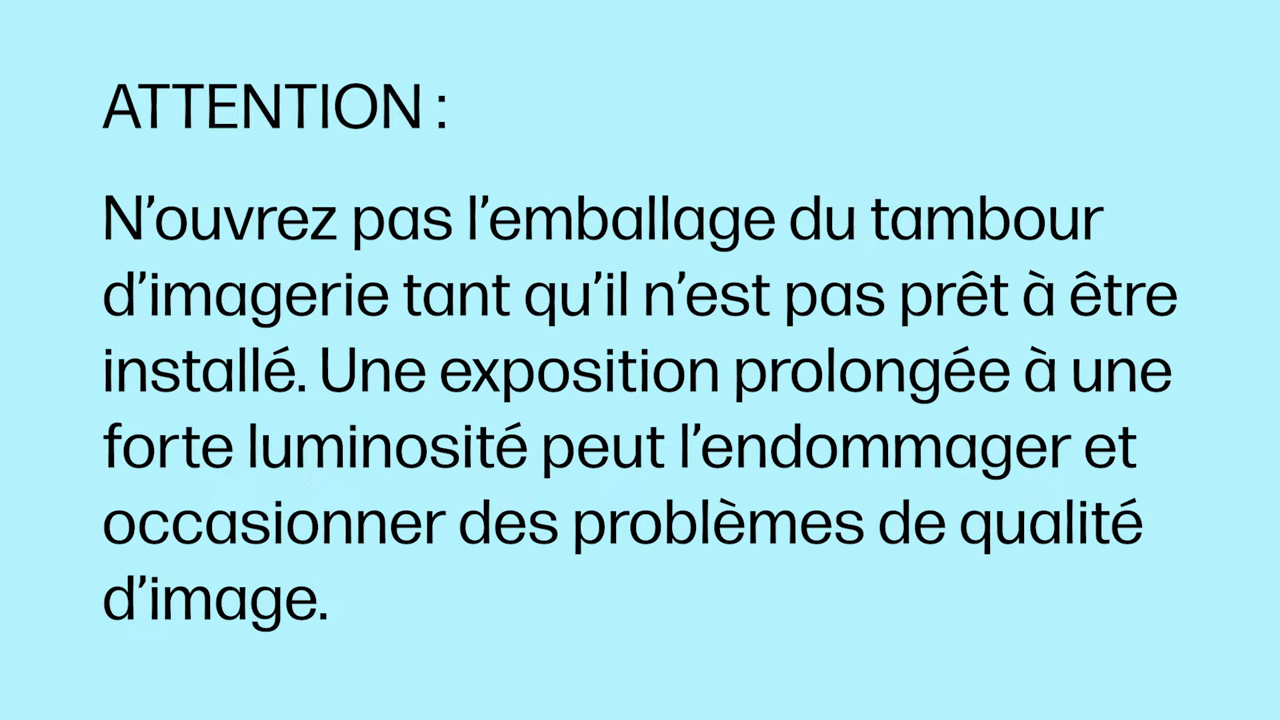 ATTENTION :
N’ouvrez pas l’emballage du tambour
d’imagerie tant qu’il n’est pas prêt à être
installé. Une exposition prolongée à une
forte luminosité peut l’endommager et
occasionner des problèmes de qualité
d’image.